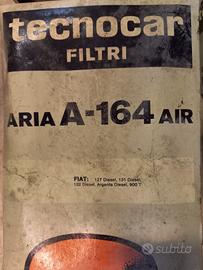 tecnocar
FILTRI
ARIA A-164 AIR
FIAT: 127 Diesel, 131 Diesel,
132 Diesel, Argenta Diesel, 900 T
subito